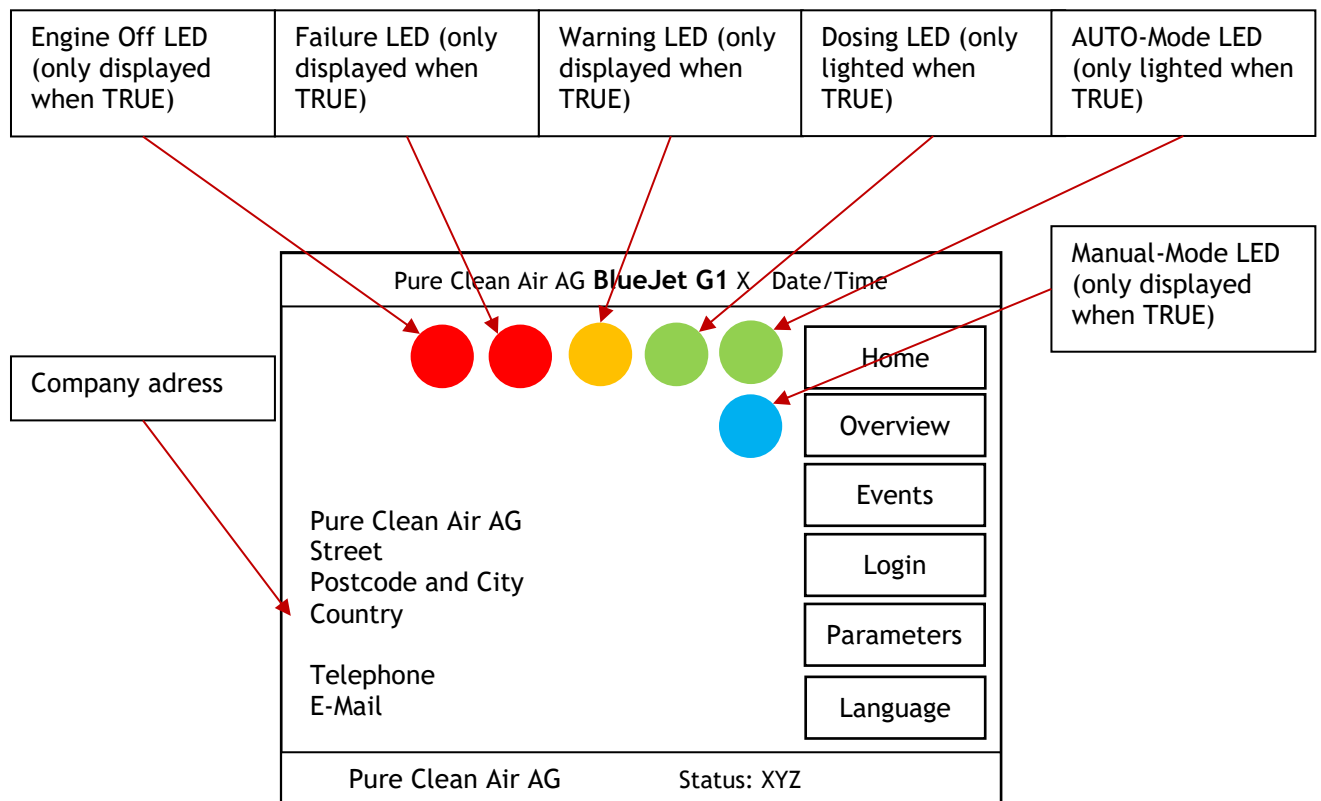 Engine Off LED
(only displayed
when TRUE)
Failure LED (only
displayed when
TRUE)
Warning LED (only
displayed when
TRUE)
Dosing LED (only
lighted when
TRUE)
AUTO-Mode LED
(only lighted when
TRUE)
Manual-Mode LED
(only displayed
when TRUE)
Pure Clean Air AG BlueJet G1 X Date/Time
Company adress
Home
Overview
Events
Login
Parameters
Language
Pure Clean Air AG
Street
Postcode and City
Country
Telephone
E-Mail
Pure Clean Air AG Status: XYZ